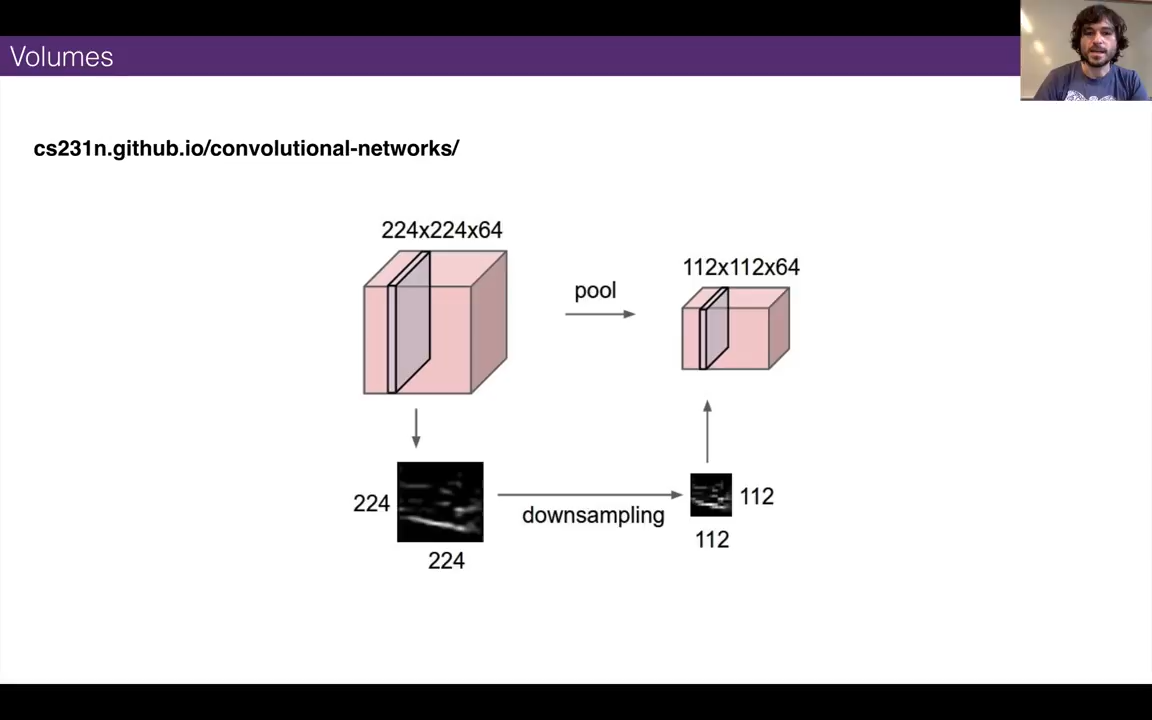 Volumes
cs231n.github.io/convolutional-networks/
224x224x64
pool
112x112x64
224
224
downsampling
112
112